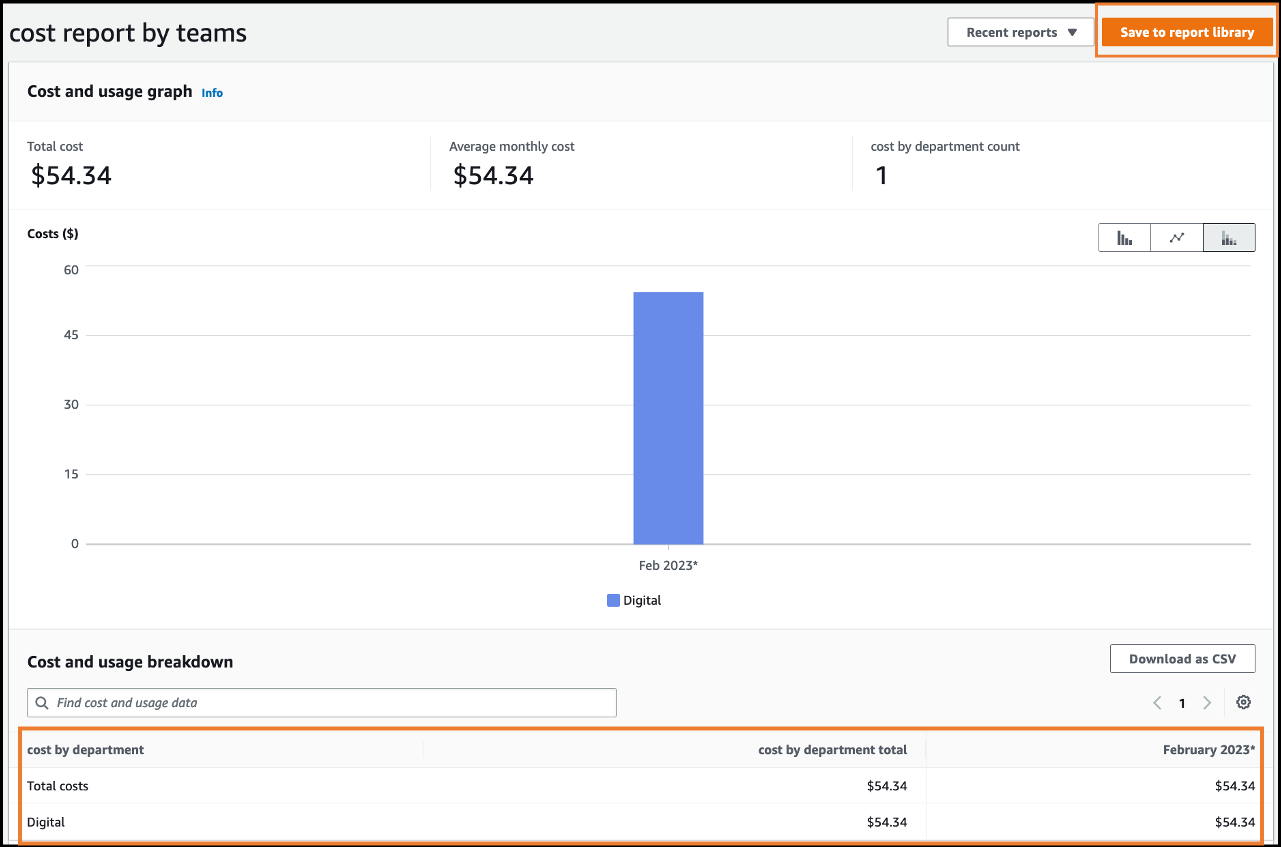 cost report by teams
Recent reports ▼
Save to report library
Cost and usage graph Info
Total cost
$54.34
Average monthly cost
$54.34
cost by department count
1
Costs ($)
60
45
30
15
0
Feb 2023*
Digital
Cost and usage breakdown
Download as CSV
Find cost and usage data
1
cost by department cost by department total February 2023*
Total costs $54.34 $54.34
Digital $54.34 $54.34